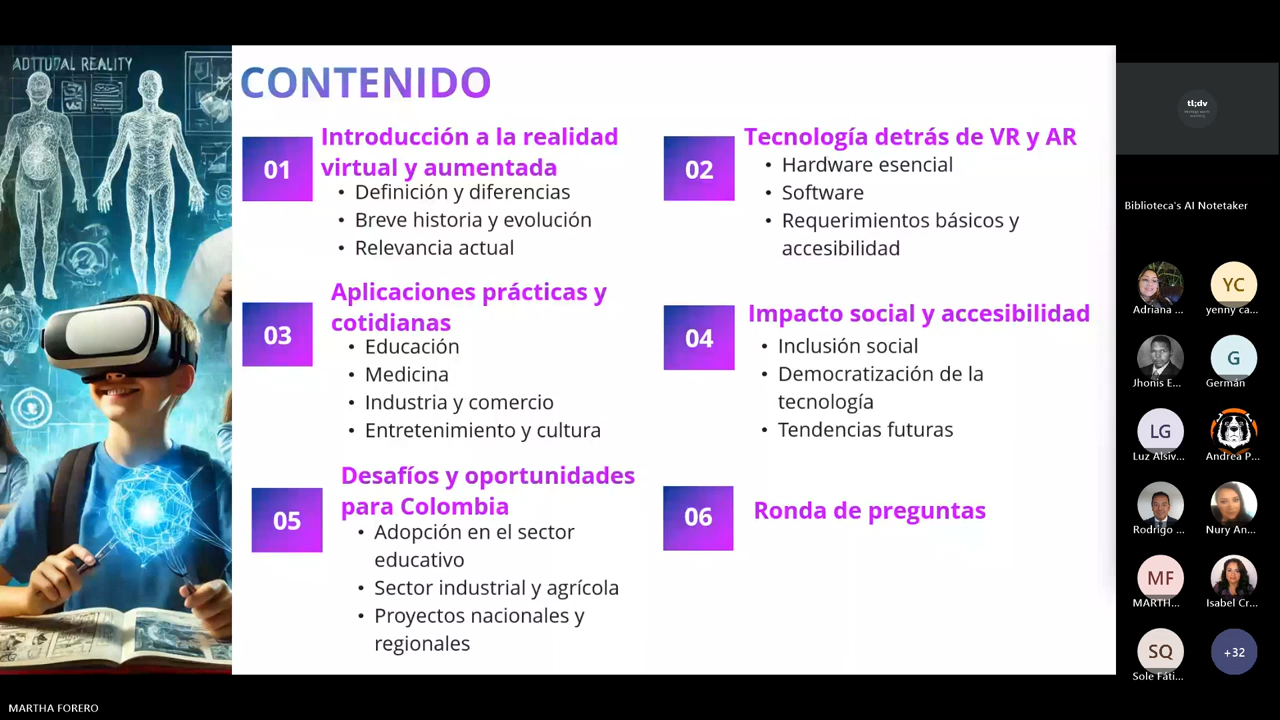 ADTTUDAL REALITY
CONTENIDO
01
Introducción a la realidad
virtual y aumentada
• Definición y diferencias
• Breve historia y evolución
• Relevancia actual
02
Tecnología detrás de VR y AR
• Hardware esencial
• Software
• Requerimientos básicos y
accesibilidad
03
Aplicaciones prácticas y
cotidianas
• Educación
• Medicina
• Industria y comercio
• Entretenimiento y cultura
04
Impacto social y accesibilidad
• Inclusión social
• Democratización de la
tecnología
• Tendencias futuras
05
Desafíos y oportunidades
para Colombia
• Adopción en el sector
educativo
• Sector industrial y agrícola
• Proyectos nacionales y
regionales
06
Ronda de preguntas
tl;dv
Biblioteca's AI Notetaker
Adriana ...
YC
yenny ca...
Jhonis E...
G
Germán
LG
Luz Alsiv...
Andrea P...
Rodrigo ...
Nury An...
MF
MARTH...
Isabel Cr...
SQ
Sole Fáti...
+32
MARTHA FORERO